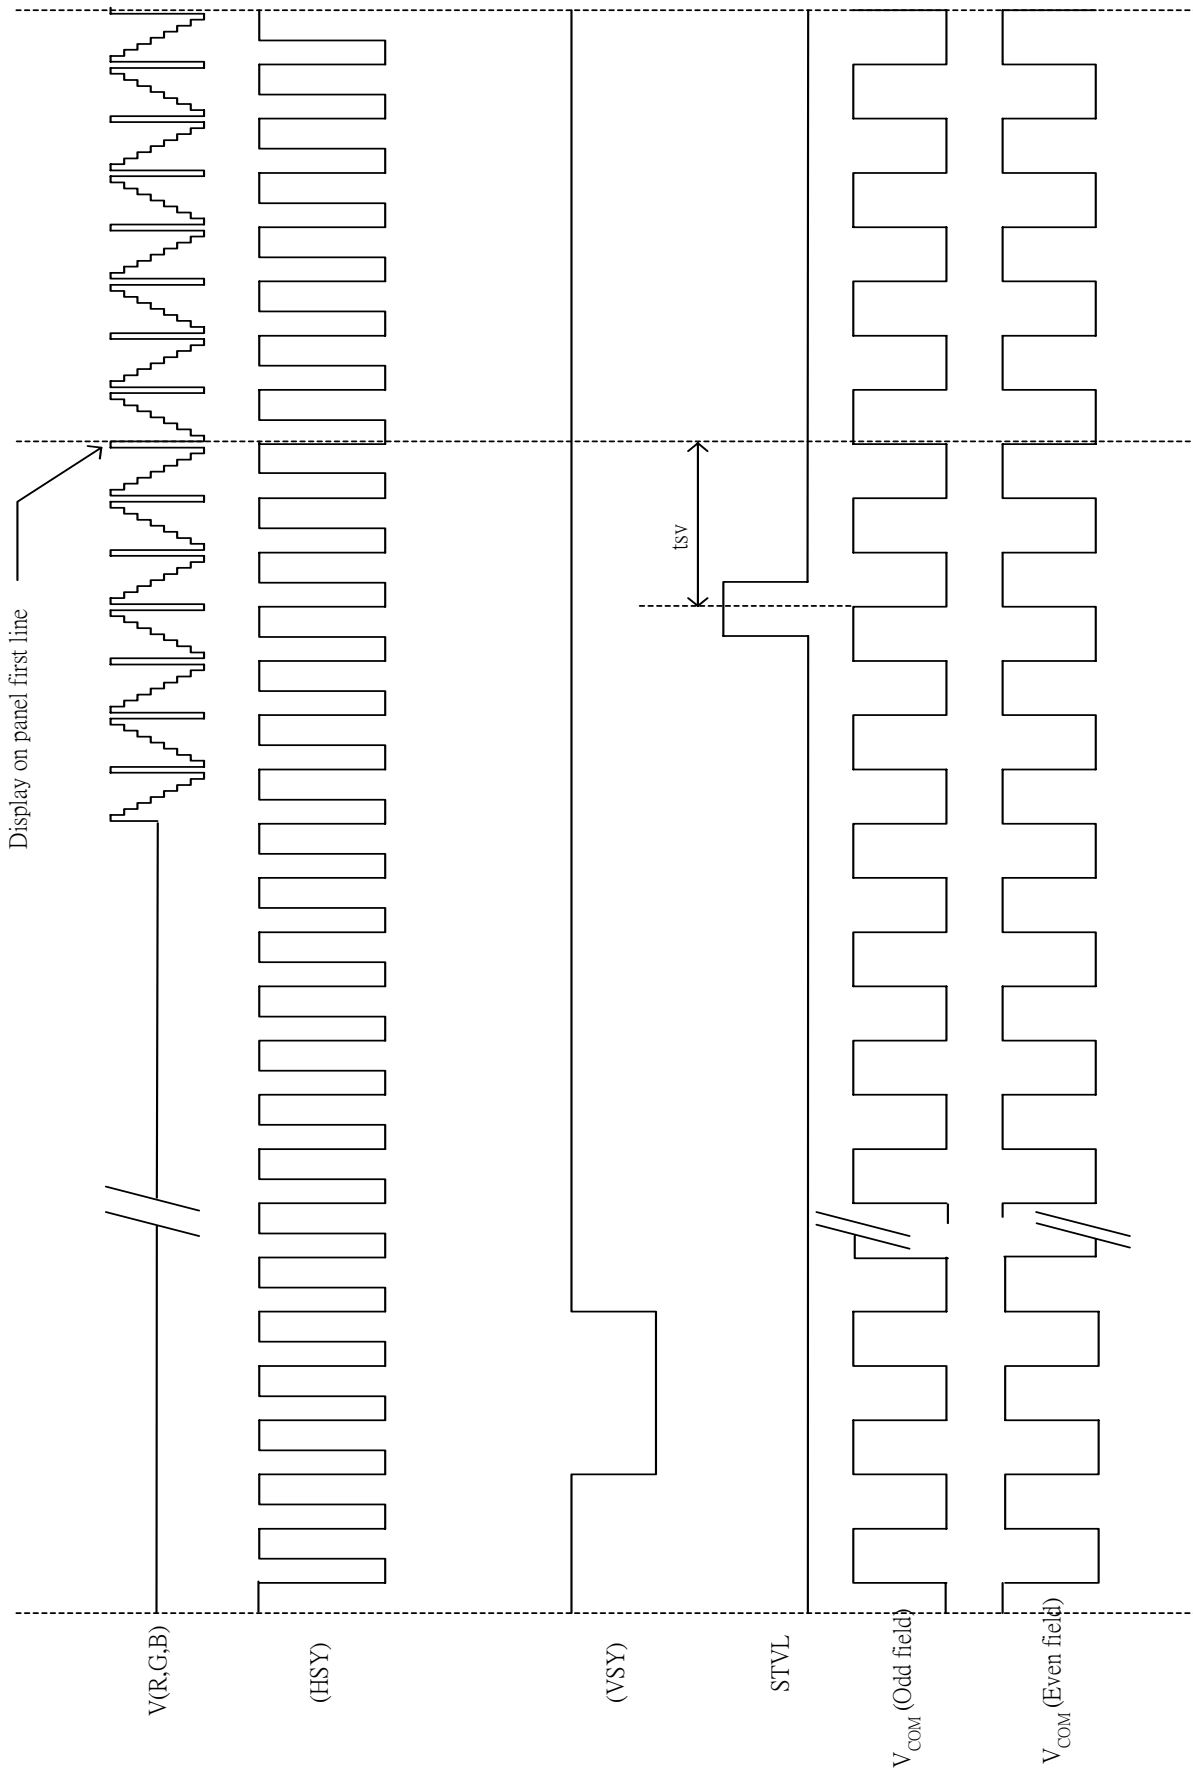 Display on panel first line
V(R,G,B)
(HSY)
(VSY)
tsv
STVL
VCOM (Odd field)
VCOM (Even field)